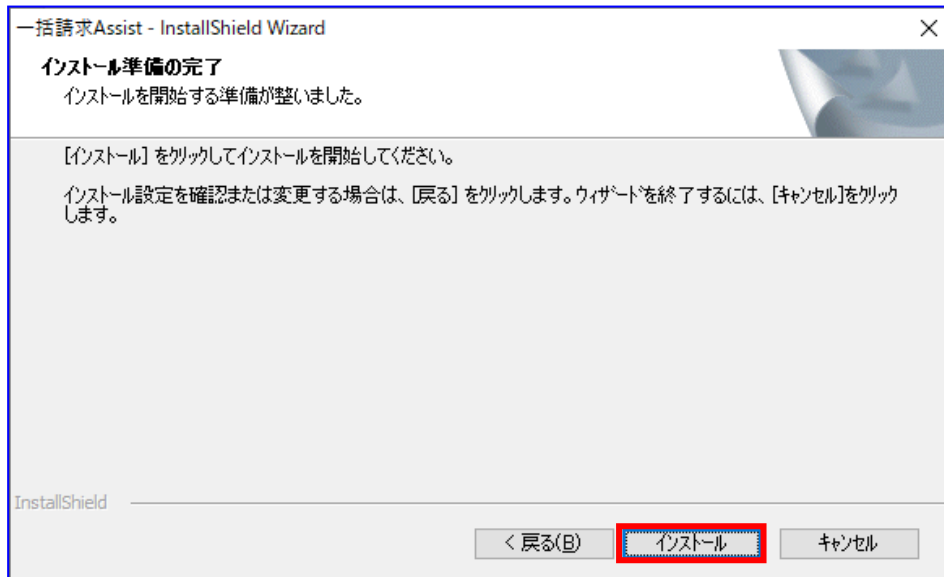 一括請求Assist - InstallShield Wizard
インストール準備の完了
インストールを開始する準備が整いました。
[インストール] をクリックしてインストールを開始してください。
インストール設定を確認または変更する場合は、[戻る] をクリックします。ウィザードを終了するには、[キャンセル]をクリック
します。
InstallShield
< 戻る(B)
インストール
キャンセル